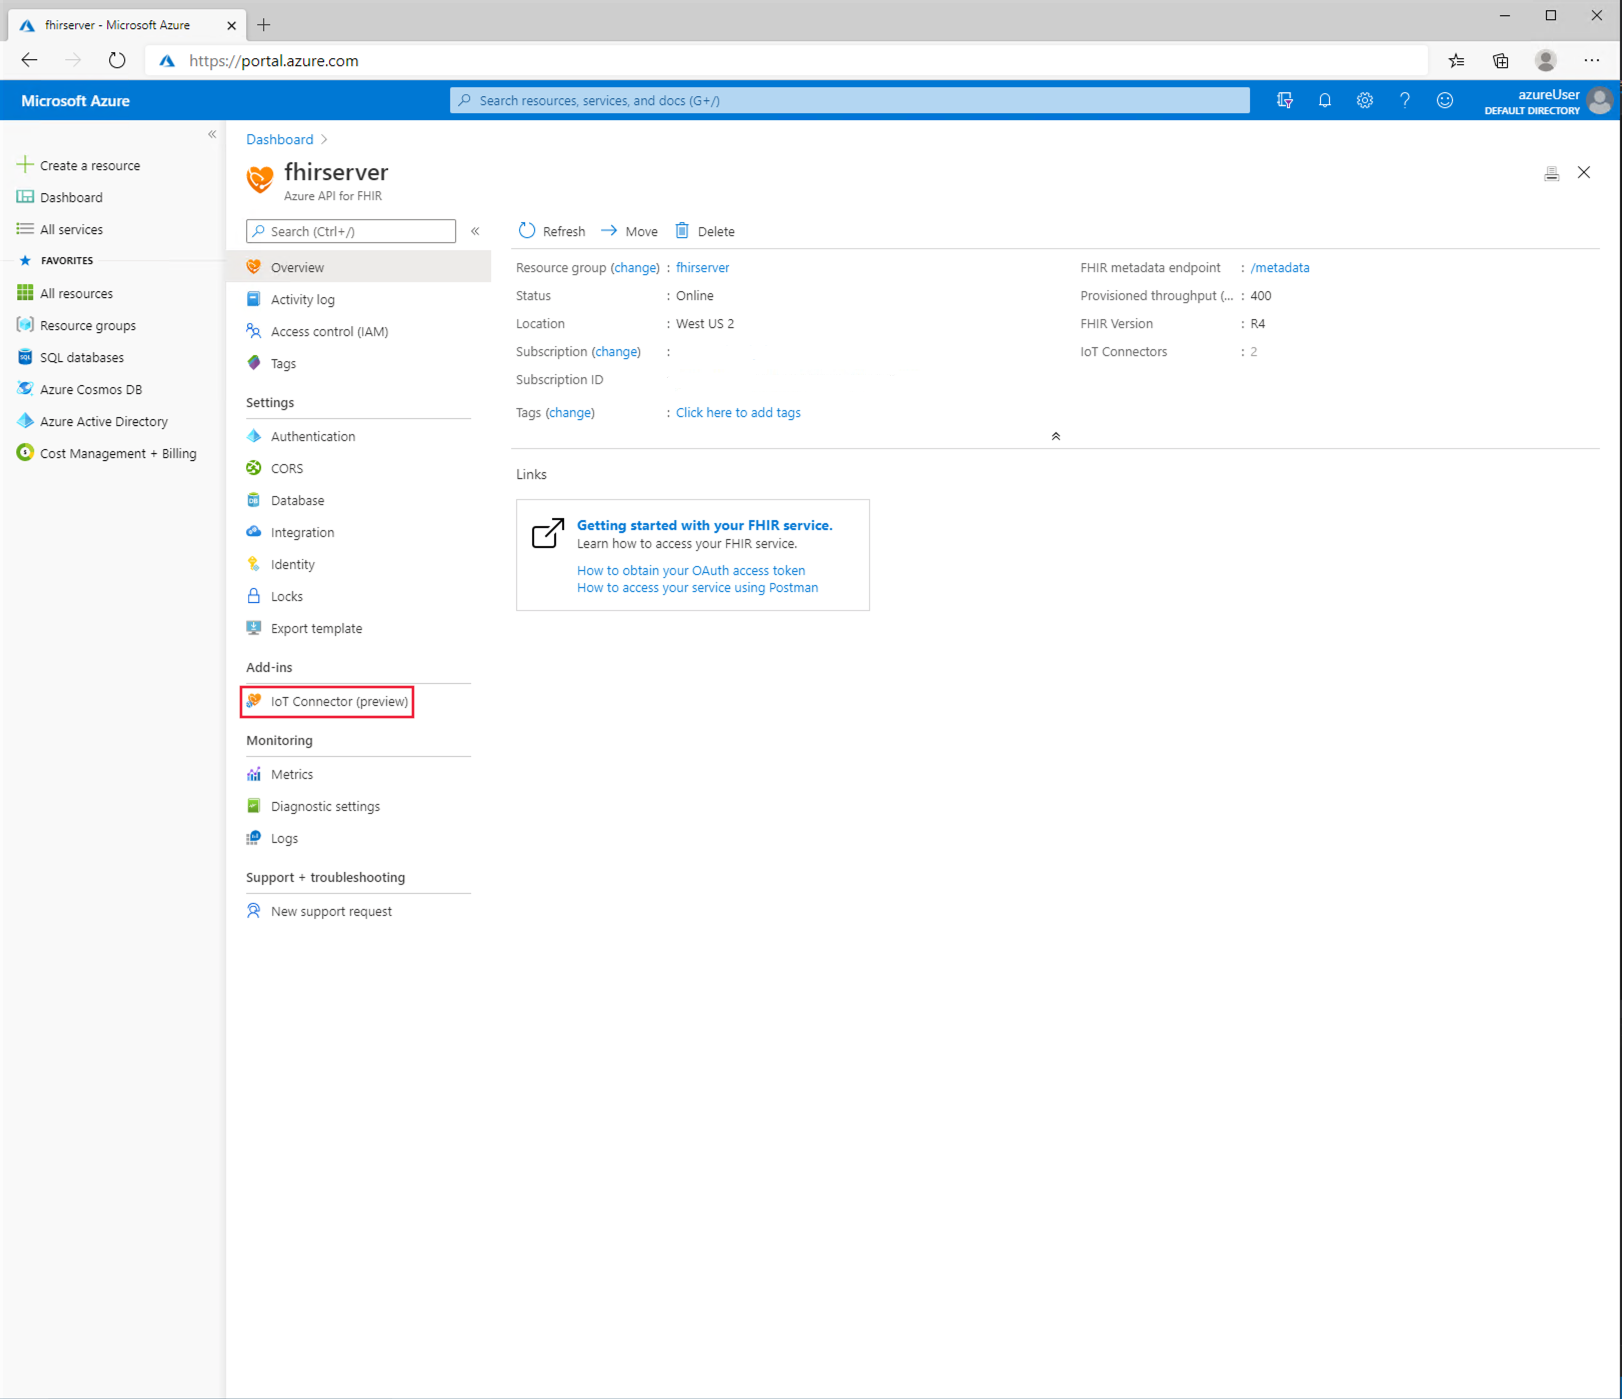 fhirserver - Microsoft Azure
https://portal.azure.com
Microsoft Azure
Search resources, services, and docs (G+/)
azureUser
DEFAULT DIRECTORY
Create a resource
Dashboard
All services
FAVORITES
All resources
Resource groups
SQL databases
Azure Cosmos DB
Azure Active Directory
Cost Management + Billing
Dashboard >
fhirserver
Azure API for FHIR
Search (Ctrl+/)
Overview
Activity log
Access control (IAM)
Tags
Settings
Authentication
CORS
Database
Integration
Identity
Locks
Export template
Add-ins
IoT Connector (preview)
Monitoring
Metrics
Diagnostic settings
Logs
Support + troubleshooting
New support request
Refresh Move Delete
Resource group (change) : fhirserver
Status : Online
Location : West US 2
Subscription (change) :
Subscription ID
Tags (change) : Click here to add tags
FHIR metadata endpoint : /metadata
Provisioned throughput (... : 400
FHIR Version : R4
IoT Connectors : 2
Links
Getting started with your FHIR service.
Learn how to access your FHIR service.
How to obtain your OAuth access token
How to access your service using Postman